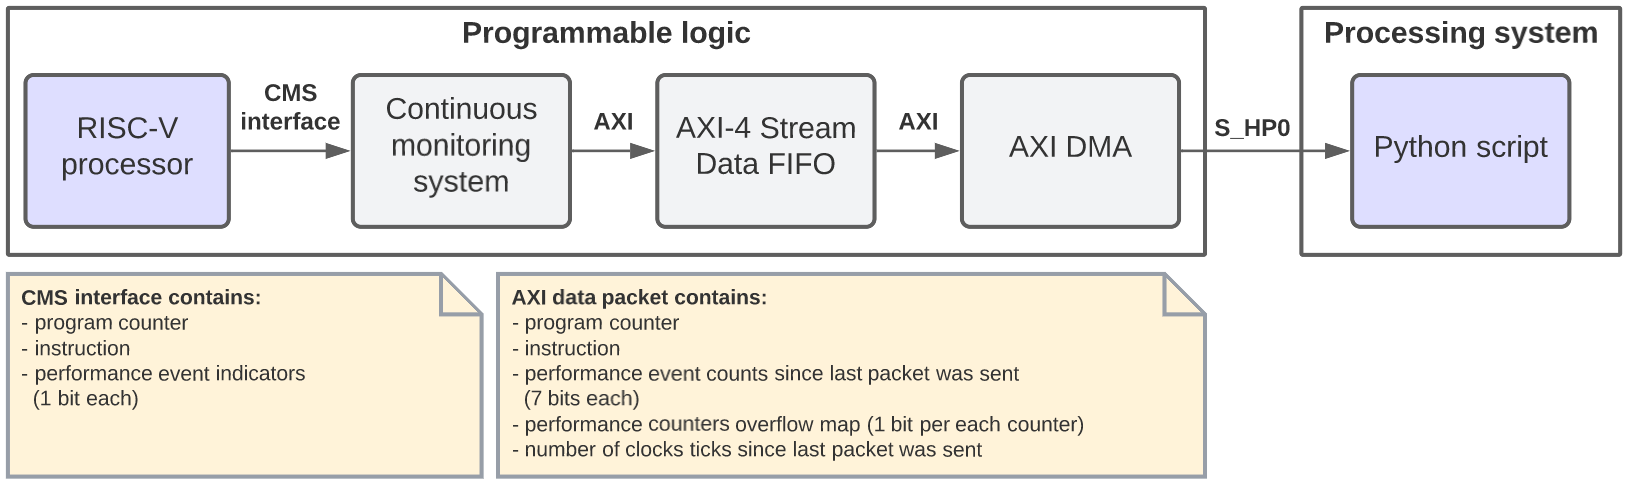 Programmable logic
Processing system
RISC-V
processor
CMS
interface
Continuous
monitoring
system
AXI
AXI-4 Stream
Data FIFO
AXI
AXI DMA
S_HP0
Python script
CMS interface contains:
- program counter
- instruction
- performance event indicators
(1 bit each)
AXI data packet contains:
- program counter
- instruction
- performance event counts since last packet was sent
(7 bits each)
- performance counters overflow map (1 bit per each counter)
- number of clocks ticks since last packet was sent